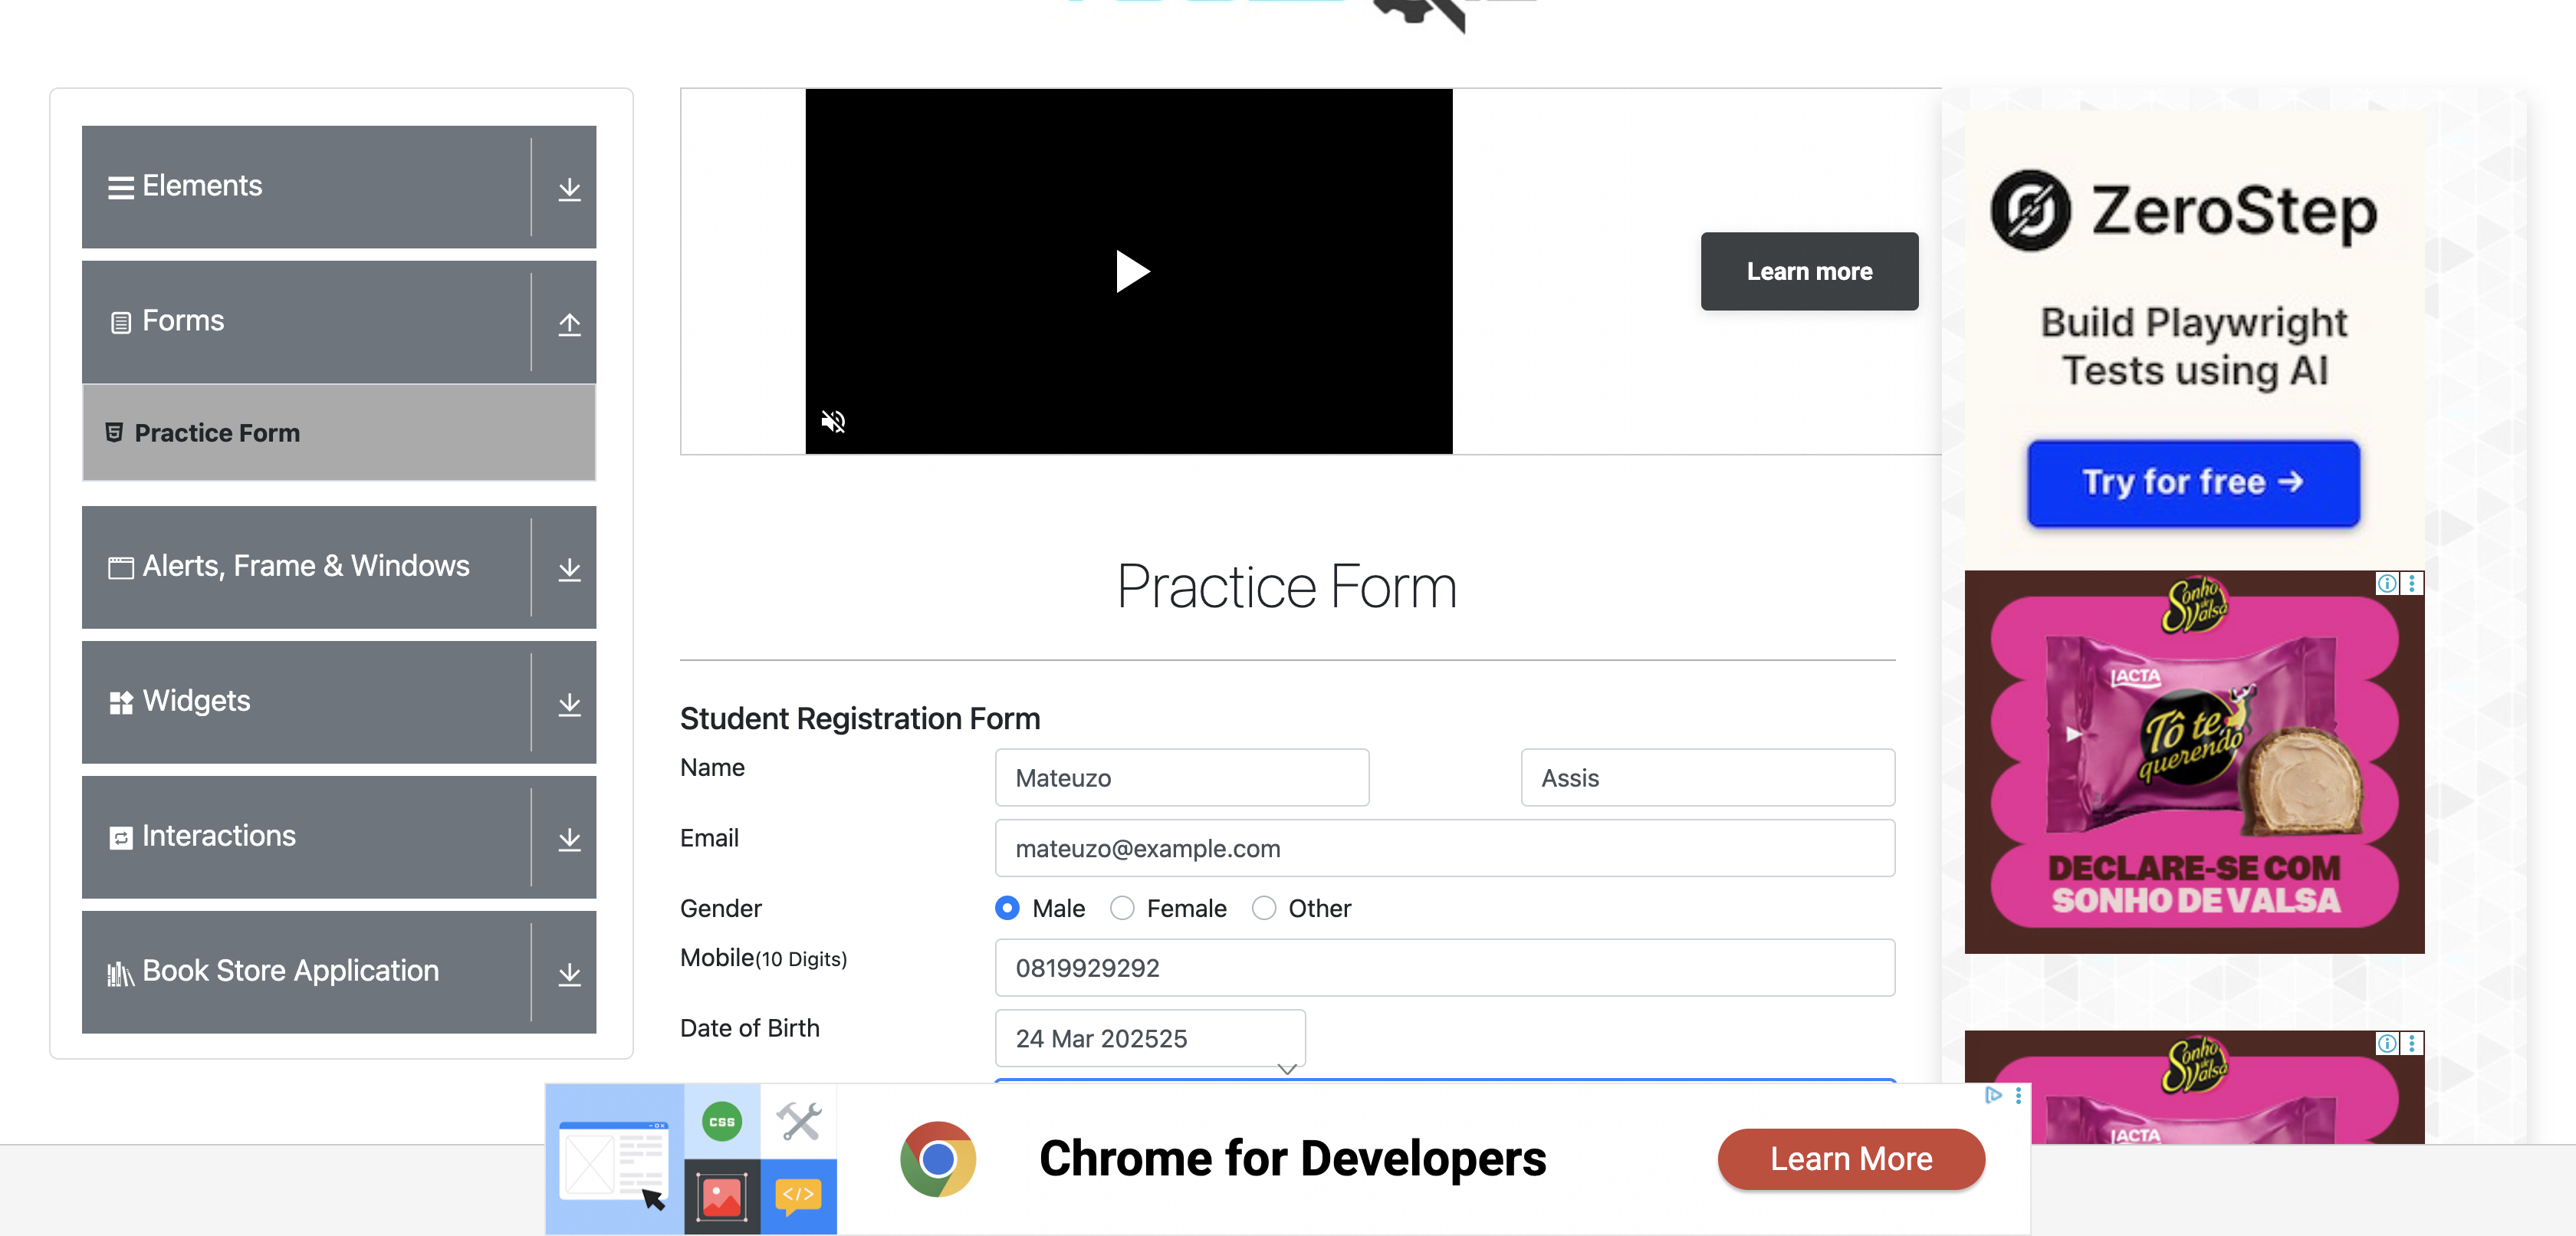 Elements
Forms
Practice Form
Alerts, Frame & Windows
Widgets
Interactions
Book Store Application
Learn more
Practice Form
Student Registration Form
Name
Mateuzo
Assis
Email
mateuzo@example.com
Gender
Male
Female
Other
Mobile(10 Digits)
0819929292
Date of Birth
24 Mar 202525
ZeroStep
Build Playwright
Tests using AI
Try for free →
Sonho
de Valsa
LACTA
Tô te
querendo
DECLARE-SE COM
SONHO DE VALSA
Sonho
de Valsa
LACTA
CSS
</>
Chrome for Developers
Learn More